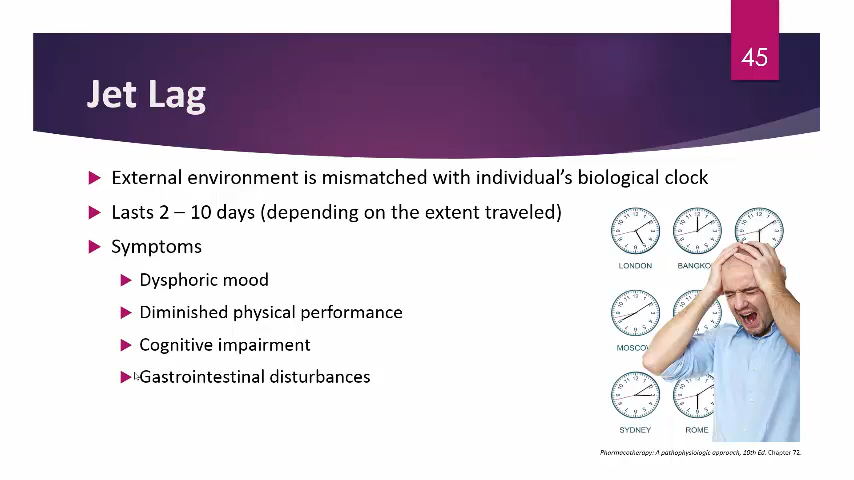 45
Jet Lag
External environment is mismatched with individual's biological clock
Lasts 2 – 10 days (depending on the extent traveled)
Symptoms
Dysphoric mood
Diminished physical performance
Cognitive impairment
Gastrointestinal disturbances
LONDON
SYDNEY ROME
Pharmacotherapy: A pathophysiologic approach, 10th Ed. Chapter 72.